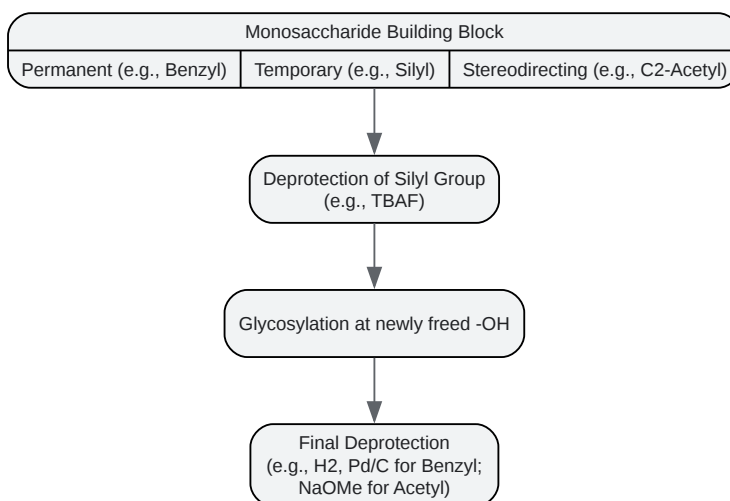 Monosaccharide Building Block
Permanent (e.g., Benzyl) Temporary (e.g., Silyl) Stereodirecting (e.g., C2-Acetyl)
Deprotection of Silyl Group
(e.g., TBAF)
Glycosylation at newly freed -OH
Final Deprotection
(e.g., H2, Pd/C for Benzyl;
NaOMe for Acetyl)